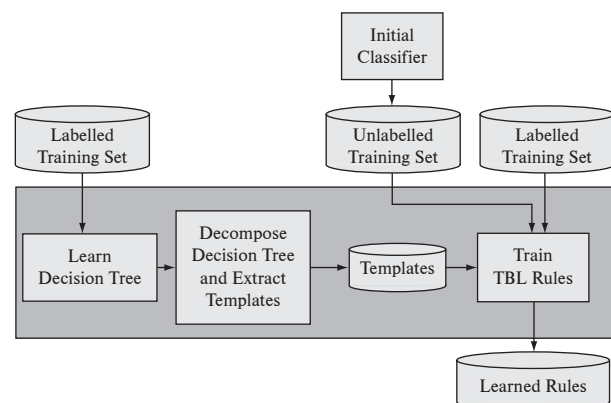 Initial
Classifier
Labelled
Training Set
Unlabelled
Training Set
Labelled
Training Set
Learn
Decision Tree
Decompose
Decision Tree
and Extract
Templates
Templates
Train
TBL Rules
Learned Rules